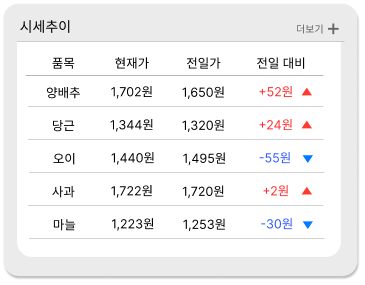 시세추이 더보기 +
품목 현재가 전일가 전일 대비
양배추 1,702원 1,650원 +52원 ▲
당근 1,344원 1,320원 +24원 ▲
오이 1,440원 1,495원 -55원 ▼
사과 1,722원 1,720원 +2원 ▲
마늘 1,223원 1,253원 -30원 ▼